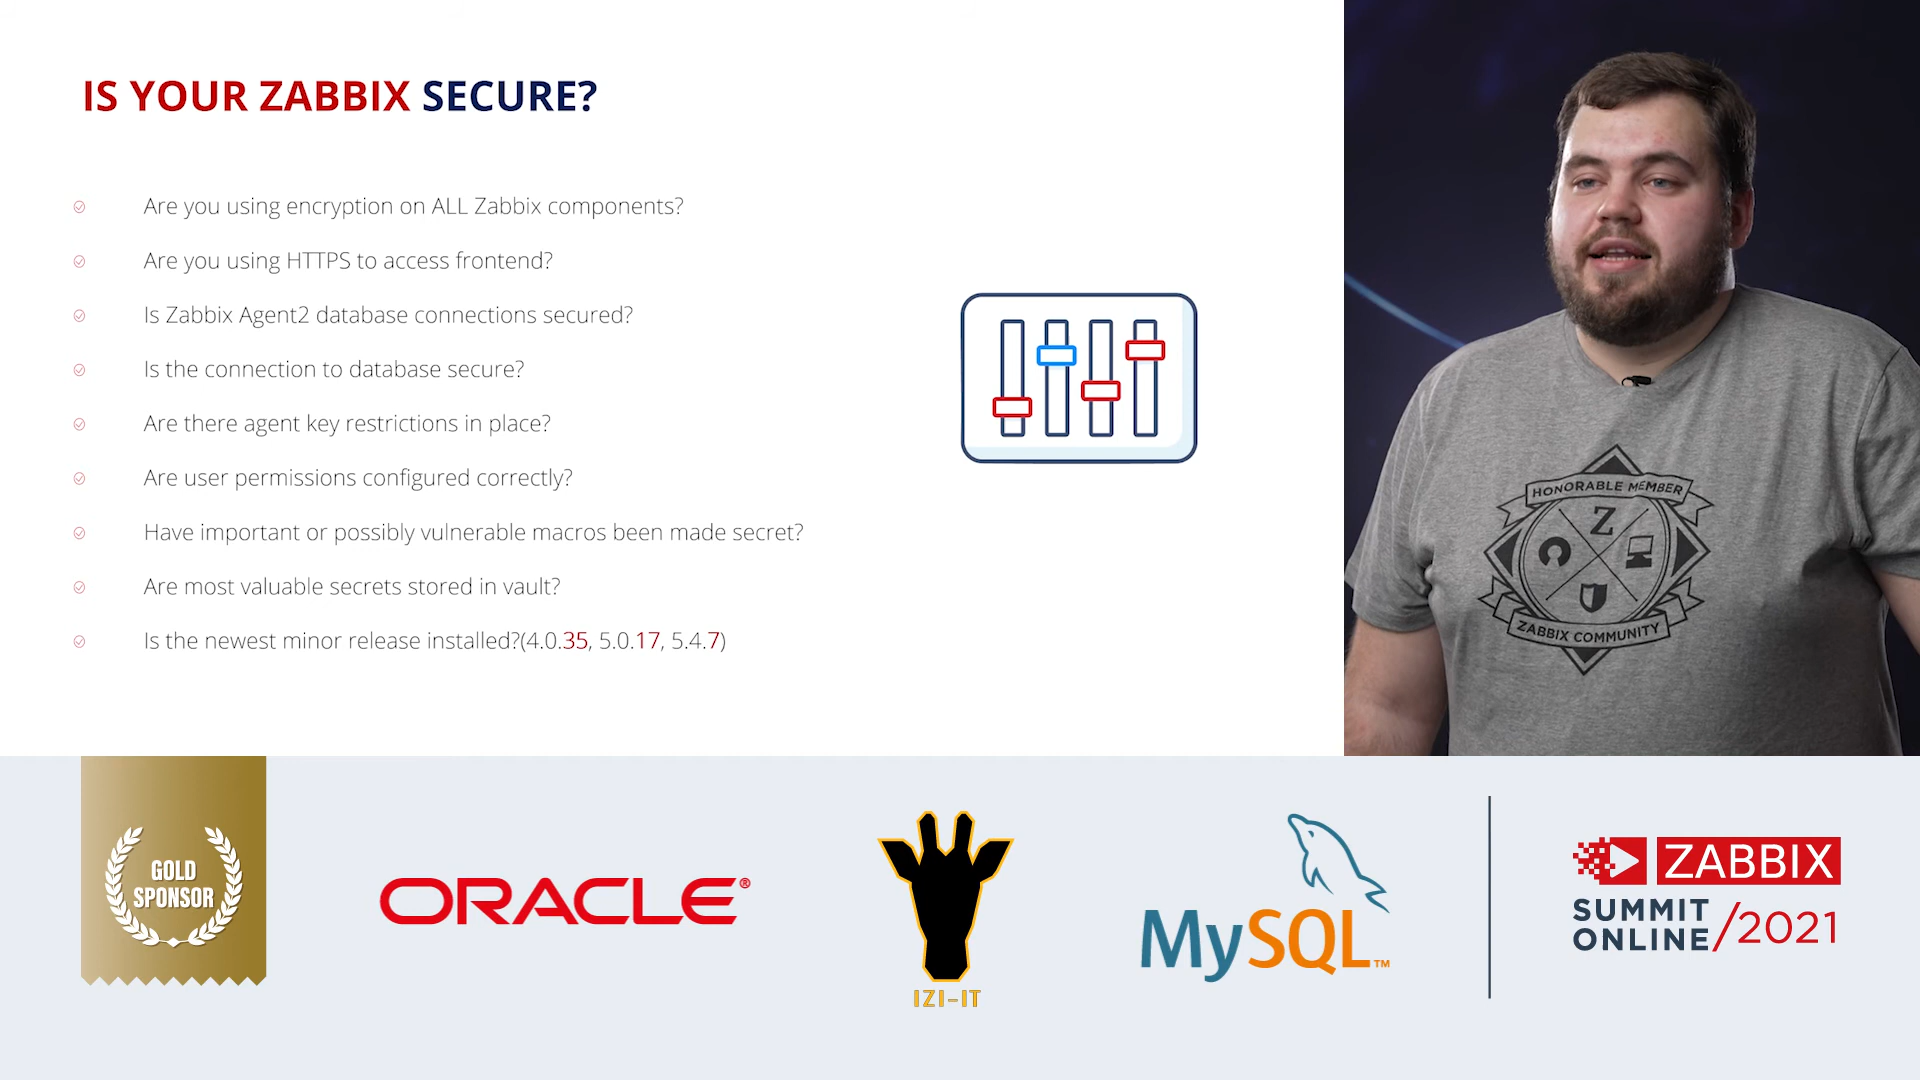 IS YOUR ZABBIX SECURE?
Are you using encryption on ALL Zabbix components?
Are you using HTTPS to access frontend?
Is Zabbix Agent2 database connections secured?
Is the connection to database secure?
Are there agent key restrictions in place?
Are user permissions configured correctly?
Have important or possibly vulnerable macros been made secret?
Are most valuable secrets stored in vault?
Is the newest minor release installed?(4.0.35, 5.0.17, 5.4.7)
HONORABLE MEMBER
Z
ZABBIX COMMUNITY
GOLD
SPONSOR
ORACLE®
IZI-IT
MySQL™
ZABBIX
SUMMIT
ONLINE/2021